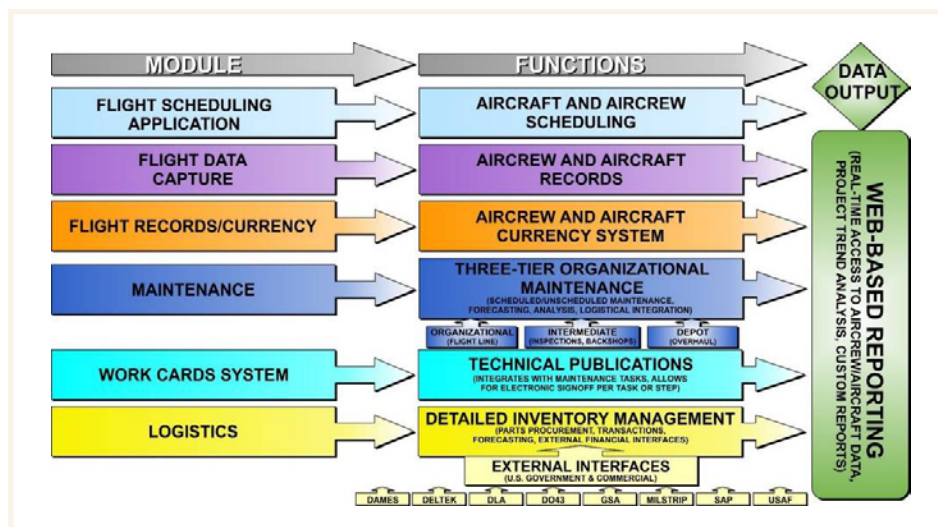 MODULE
FUNCTIONS
DATA
OUTPUT
FLIGHT SCHEDULING
APPLICATION
AIRCRAFT AND AIRCREW
SCHEDULING
FLIGHT DATA
CAPTURE
AIRCREW AND AIRCRAFT
RECORDS
FLIGHT RECORDS/CURRENCY
AIRCREW AND AIRCRAFT
CURRENCY SYSTEM
MAINTENANCE
THREE-TIER ORGANIZATIONAL
MAINTENANCE
(SCHEDULED/UNSCHEDULED MAINTENANCE,
FORECASTING, ANALYSIS, LOGISTICAL INTEGRATION)
ORGANIZATIONAL
(FLIGHT LINE)
INTERMEDIATE
(INSPECTIONS, BACKSHOPS)
DEPOT
(OVERHAUL)
WORK CARDS SYSTEM
TECHNICAL PUBLICATIONS
(INTEGRATES WITH MAINTENANCE TASKS, ALLOWS
FOR ELECTRONIC SIGNOFF PER TASK OR STEP)
LOGISTICS
DETAILED INVENTORY MANAGEMENT
(PARTS PROCUREMENT, TRANSACTIONS,
FORECASTING, EXTERNAL FINANCIAL INTERFACES)
EXTERNAL INTERFACES
(U.S. GOVERNMENT & COMMERCIAL)
DAMES
DELTEK
DLA
DO43
GSA
MILSTRIP
SAP
USAF
WEB-BASED REPORTING
(REAL-TIME ACCESS TO AIRCREW/AIRCRAFT DATA,
PROJECT TREND ANALYSIS, CUSTOM REPORTS)